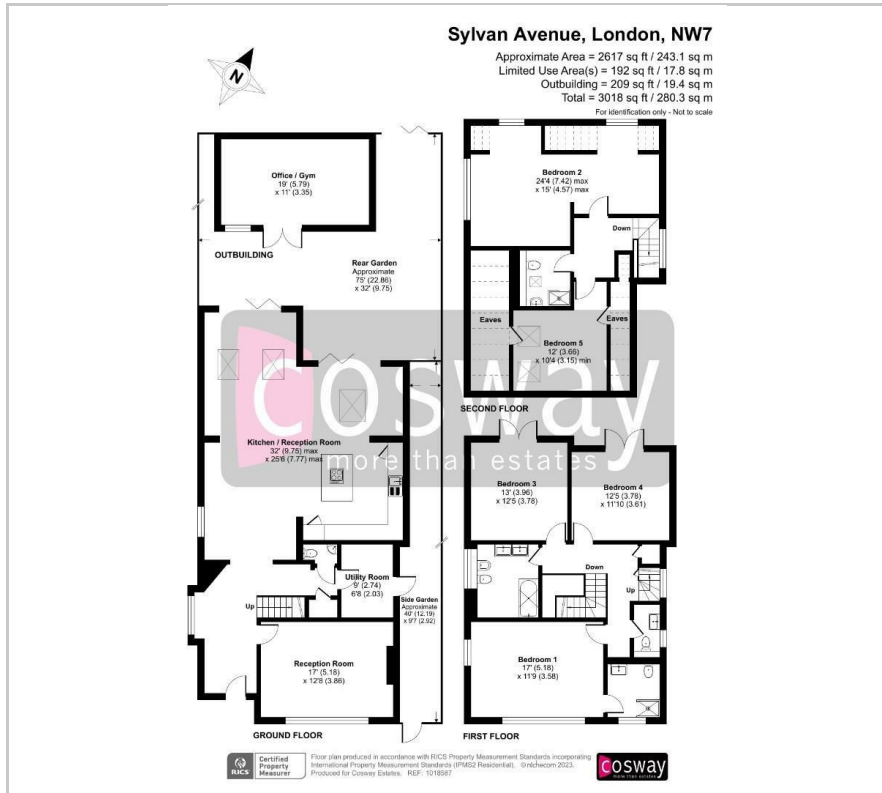 Sylvan Avenue, London, NW7
Approximate Area = 2617 sq ft / 243.1 sq m
Limited Use Area(s) = 192 sq ft / 17.8 sq m
Outbuilding = 209 sq ft / 19.4 sq m
Total = 3018 sq ft / 280.3 sq m
For identification only - Not to scale
N
Office / Gym
19' (5.79)
x 11' (3.35)
OUTBUILDING
Rear Garden
Approximate
75' (22.86)
x 32' (9.75)
Kitchen / Reception Room
32' (9.75) max
x 25'6 (7.77) max
Utility Room
9' (2.74)
6'8 (2.03)
Side Garden
Approximate
40' (12.19)
x 9'7 (2.92)
Up
Reception Room
17' (5.18)
x 12'8 (3.86)
GROUND FLOOR
Bedroom 2
24'4 (7.42) max
x 15' (4.57) max
Down
Eaves
Eaves
Bedroom 5
12' (3.66)
x 10'4 (3.15) min
SECOND FLOOR
cosway
more than estates
Bedroom 3
13' (3.96)
x 12'5 (3.78)
Bedroom 4
12'5 (3.78)
x 11'10 (3.61)
Down
Up
Bedroom 1
17' (5.18)
x 11'9 (3.58)
FIRST FLOOR
RICS
Certified
Property
Measurer
Floor plan produced in accordance with RICS Property Measurement Standards incorporating
International Property Measurement Standards (IPMS2 Residential). ©nichecom 2023.
Produced for Cosway Estates. REF: 1018587
cosway
more than estates